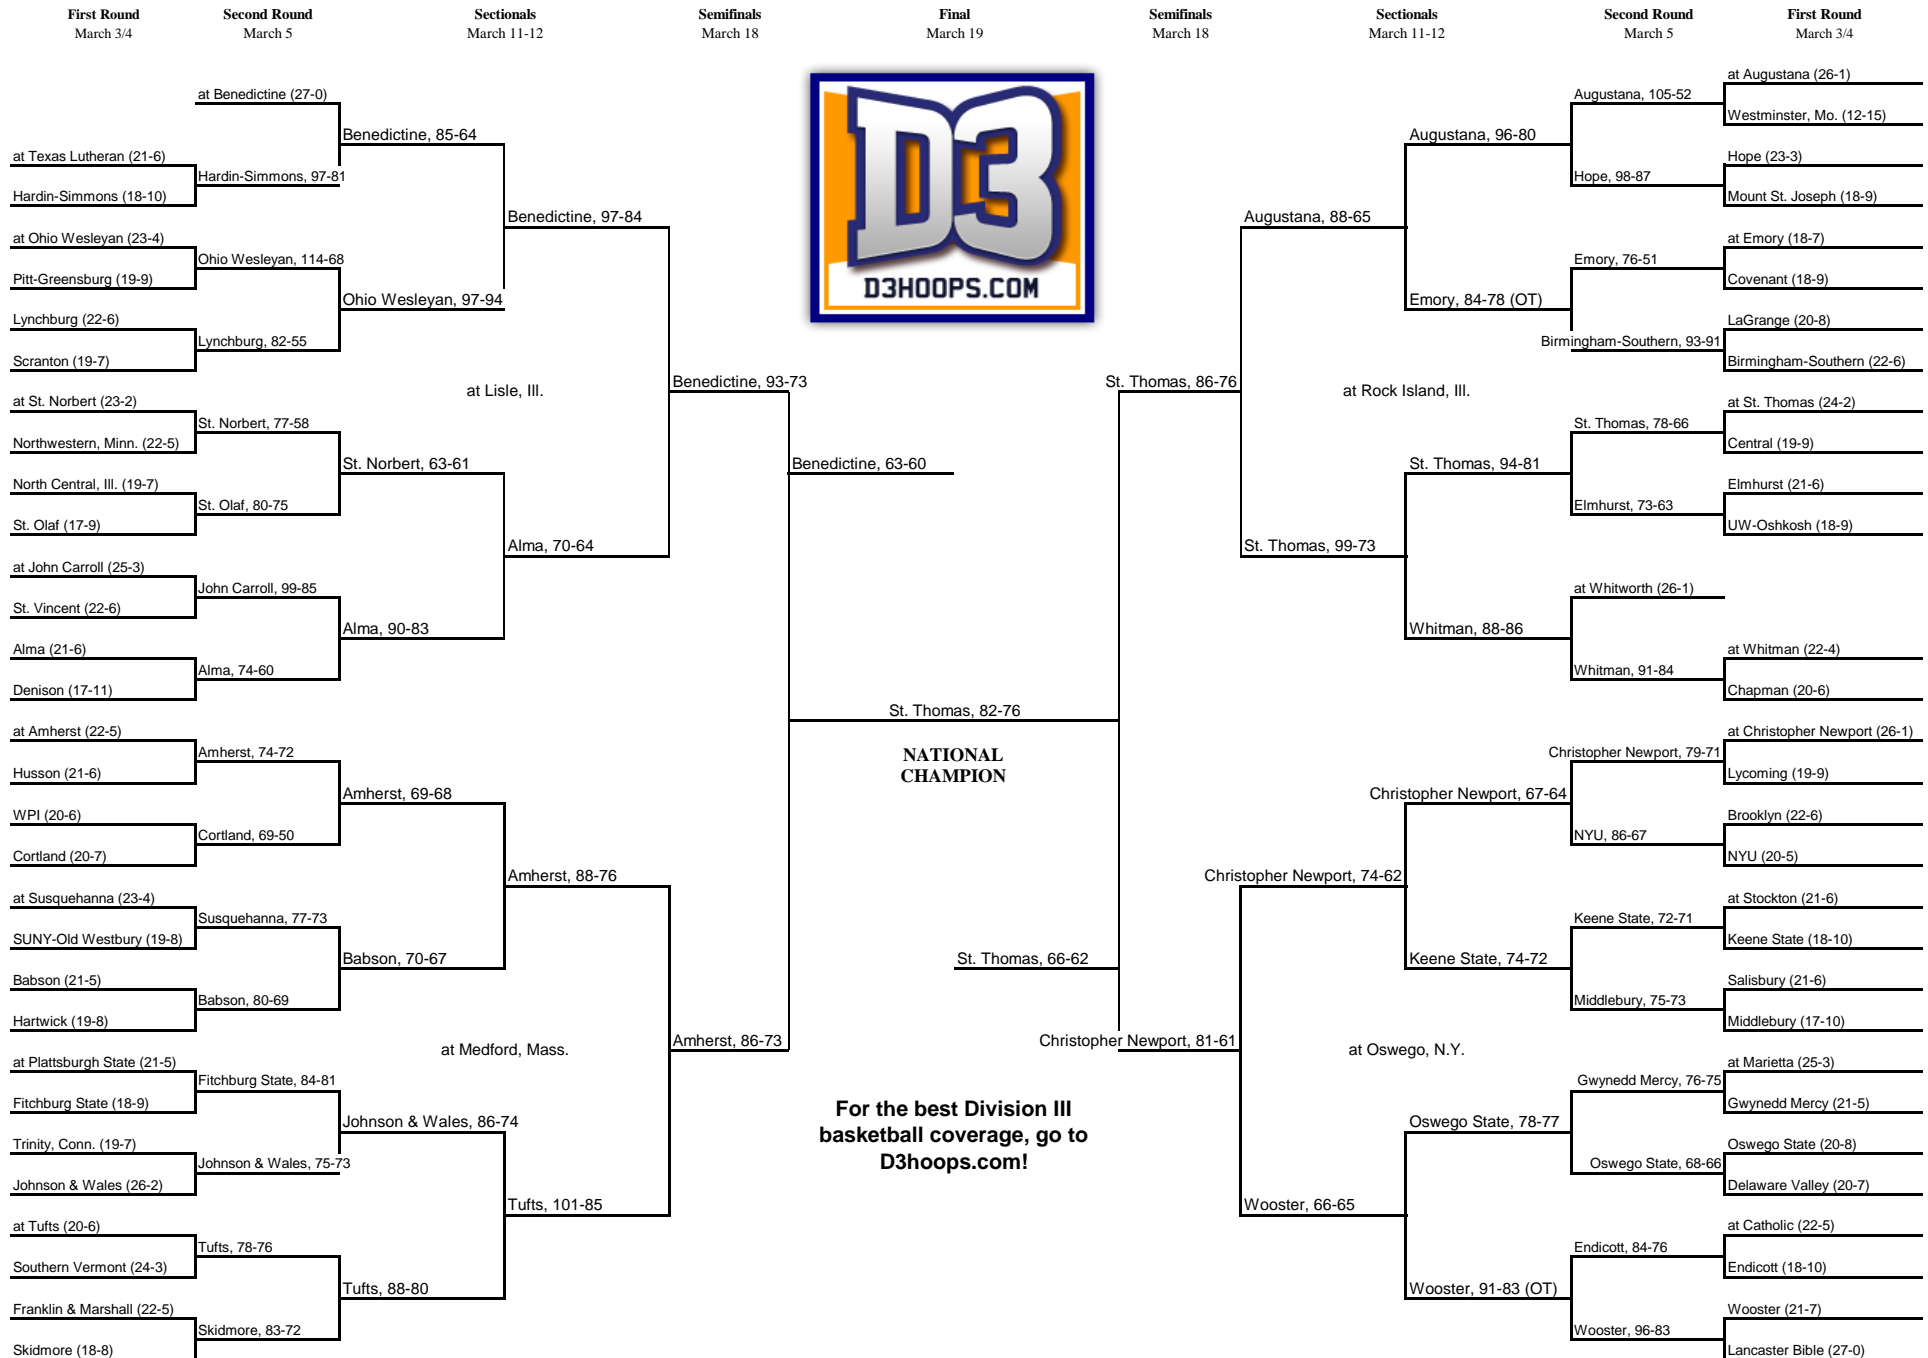 First Round
March 3/4
Second Round
March 5
Sectionals
March 11-12
Semifinals
March 18
Final
March 19
Semifinals
March 18
Sectionals
March 11-12
Second Round
March 5
First Round
March 3/4
at Texas Lutheran (21-6)
Hardin-Simmons (18-10)
at Ohio Wesleyan (23-4)
Pitt-Greensburg (19-9)
Lynchburg (22-6)
Scranton (19-7)
at St. Norbert (23-2)
Northwestern, Minn. (22-5)
North Central, Ill. (19-7)
St. Olaf (17-9)
at John Carroll (25-3)
St. Vincent (22-6)
Alma (21-6)
Denison (17-11)
at Amherst (22-5)
Husson (21-6)
WPI (20-6)
Cortland (20-7)
at Susquehanna (23-4)
SUNY-Old Westbury (19-8)
Babson (21-5)
Hartwick (19-8)
at Plattsburgh State (21-5)
Fitchburg State (18-9)
Trinity, Conn. (19-7)
Johnson & Wales (26-2)
at Tufts (20-6)
Southern Vermont (24-3)
Franklin & Marshall (22-5)
Skidmore (18-8)
at Benedictine (27-0)
Hardin-Simmons, 97-81
Ohio Wesleyan, 114-68
Lynchburg, 82-55
St. Norbert, 77-58
St. Olaf, 80-75
John Carroll, 99-85
Alma, 74-60
Amherst, 74-72
Cortland, 69-50
Susquehanna, 77-73
Babson, 80-69
Fitchburg State, 84-81
Johnson & Wales, 75-73
Tufts, 78-76
Skidmore, 83-72
Benedictine, 85-64
Ohio Wesleyan, 97-94
St. Norbert, 63-61
Alma, 90-83
Amherst, 69-68
Babson, 70-67
Johnson & Wales, 86-74
Tufts, 88-80
Benedictine, 97-84
at Lisle, Ill.
Alma, 70-64
Amherst, 88-76
at Medford, Mass.
Tufts, 101-85
Benedictine, 93-73
Amherst, 86-73
Benedictine, 63-60
D3
D3HOOPS.COM
St. Thomas, 82-76
NATIONAL
CHAMPION
St. Thomas, 66-62
For the best Division III
basketball coverage, go to
D3hoops.com!
St. Thomas, 86-76
Christopher Newport, 81-61
Augustana, 88-65
at Rock Island, Ill.
St. Thomas, 99-73
Christopher Newport, 74-62
at Oswego, N.Y.
Wooster, 66-65
Augustana, 96-80
Emory, 84-78 (OT)
St. Thomas, 94-81
Whitman, 88-86
Christopher Newport, 67-64
Keene State, 74-72
Oswego State, 78-77
Wooster, 91-83 (OT)
Augustana, 105-52
Hope, 98-87
Emory, 76-51
Birmingham-Southern, 93-91
St. Thomas, 78-66
Elmhurst, 73-63
at Whitworth (26-1)
Whitman, 91-84
Christopher Newport, 79-71
NYU, 86-67
Keene State, 72-71
Middlebury, 75-73
Gwynedd Mercy, 76-75
Oswego State, 68-66
Endicott, 84-76
Wooster, 96-83
at Augustana (26-1)
Westminster, Mo. (12-15)
Hope (23-3)
Mount St. Joseph (18-9)
at Emory (18-7)
Covenant (18-9)
LaGrange (20-8)
Birmingham-Southern (22-6)
at St. Thomas (24-2)
Central (19-9)
Elmhurst (21-6)
UW-Oshkosh (18-9)
at Whitman (22-4)
Chapman (20-6)
at Christopher Newport (26-1)
Lycoming (19-9)
Brooklyn (22-6)
NYU (20-5)
at Stockton (21-6)
Keene State (18-10)
Salisbury (21-6)
Middlebury (17-10)
at Marietta (25-3)
Gwynedd Mercy (21-5)
Oswego State (20-8)
Delaware Valley (20-7)
at Catholic (22-5)
Endicott (18-10)
Wooster (21-7)
Lancaster Bible (27-0)